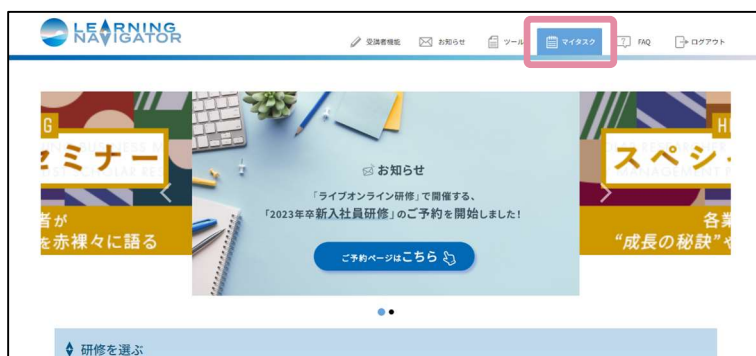 LEARNING
NAVIGATOR
受講者機能
お知らせ
ツール
マイタスク
FAQ
ログアウト
セミナー
者が
を赤裸々に語る
お知らせ
「ライブオンライン研修」で開催する、
「2023年卒新入社員研修」のご予約を開始しました！
ご予約ページはこちら
スペシ
各業
“成長の秘訣”や
研修を選ぶ